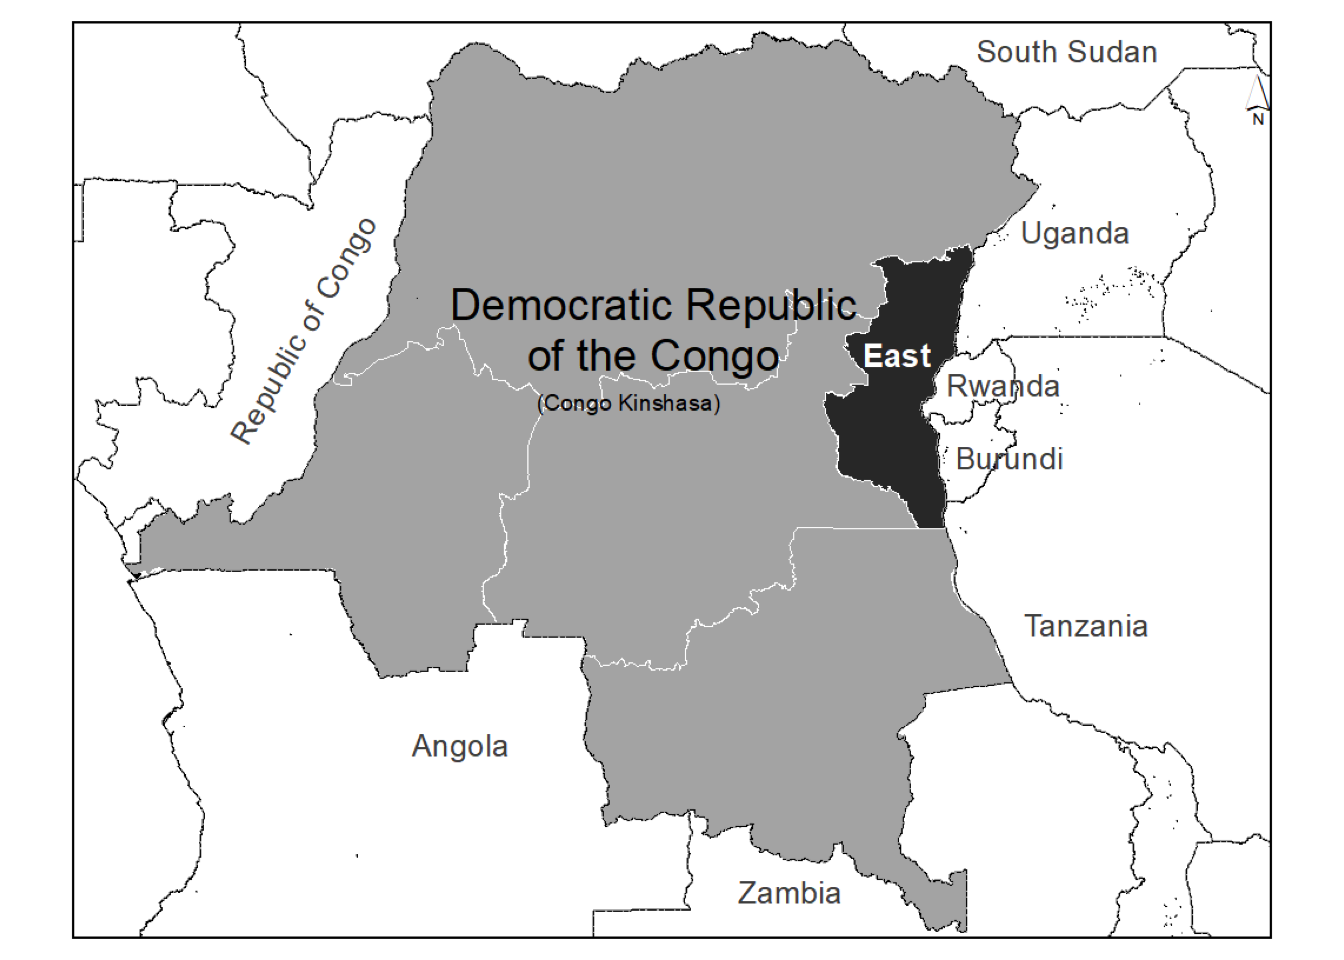 South Sudan
N
Uganda
Republic of Congo
Democratic Republic
of the Congo
(Congo Kinshasa)
East
Rwanda
Burundi
Tanzania
Angola
Zambia